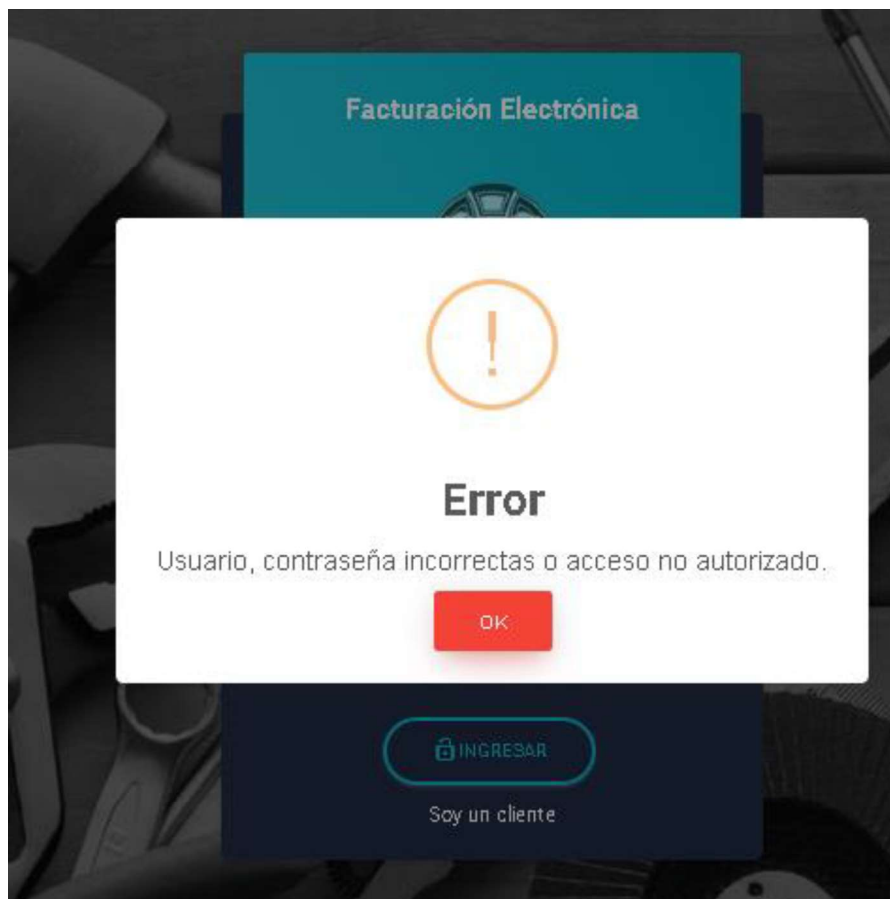 Facturación Electrónica
Error
Usuario, contraseña incorrectas o acceso no autorizado.
OK
INGRESAR
Soy un cliente